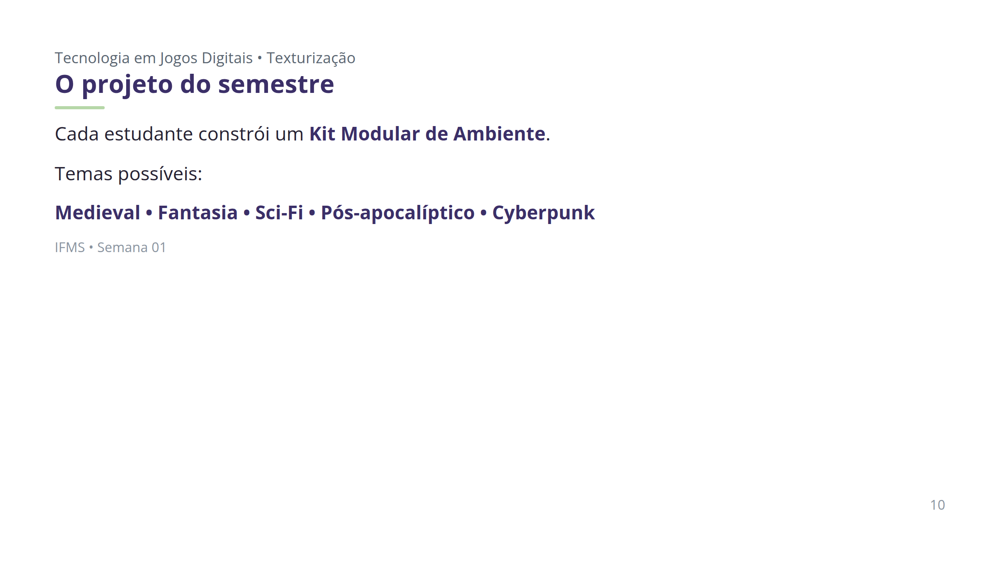 Tecnologia em Jogos Digitais • Texturização
O projeto do semestre
Cada estudante constrói um Kit Modular de Ambiente.
Temas possíveis:
Medieval • Fantasia • Sci-Fi • Pós-apocalíptico • Cyberpunk
IFMS • Semana 01
10